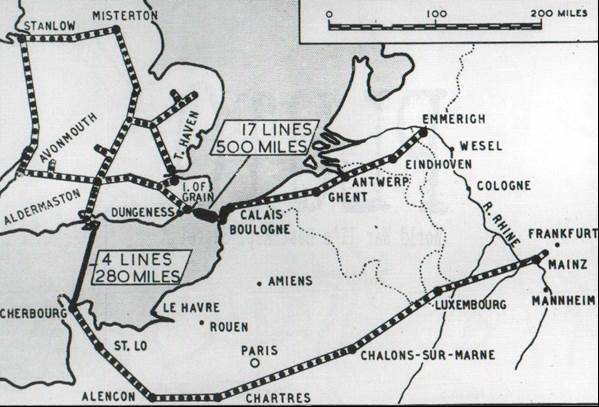 MISTERTON
STANLOW
0 100 200 MILES
AVONMOUTH
T. HAVEN
17 LINES
500 MILES
EMMERIGH
WESEL
EINDHOVEN
I. OF
GRAIN
ANTWERP
COLOGNE
ALDERMASTON
GHENT
DUNGENESS
CALAIS
BOULOGNE
R. RHINE
FRANKFURT
4 LINES
280 MILES
MAINZ
AMIENS
MANNHEIM
LUXEMBOURG
CHERBOURG
LE HAVRE
ROUEN
ST. LO
PARIS
CHALONS-SUR-MARNE
ALENCON
CHARTRES